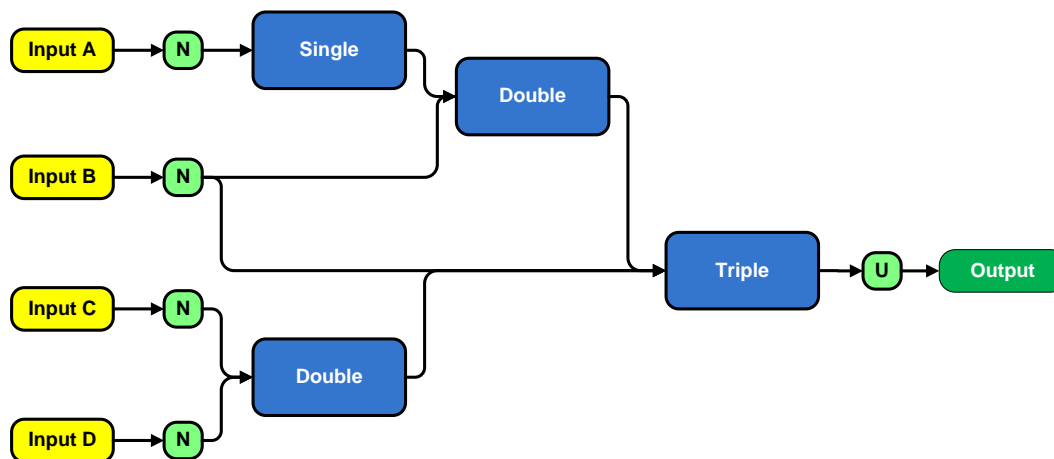 Input A
N
Single
Double
Input B
N
Triple
U
Output
Input C
N
Double
Input D
N